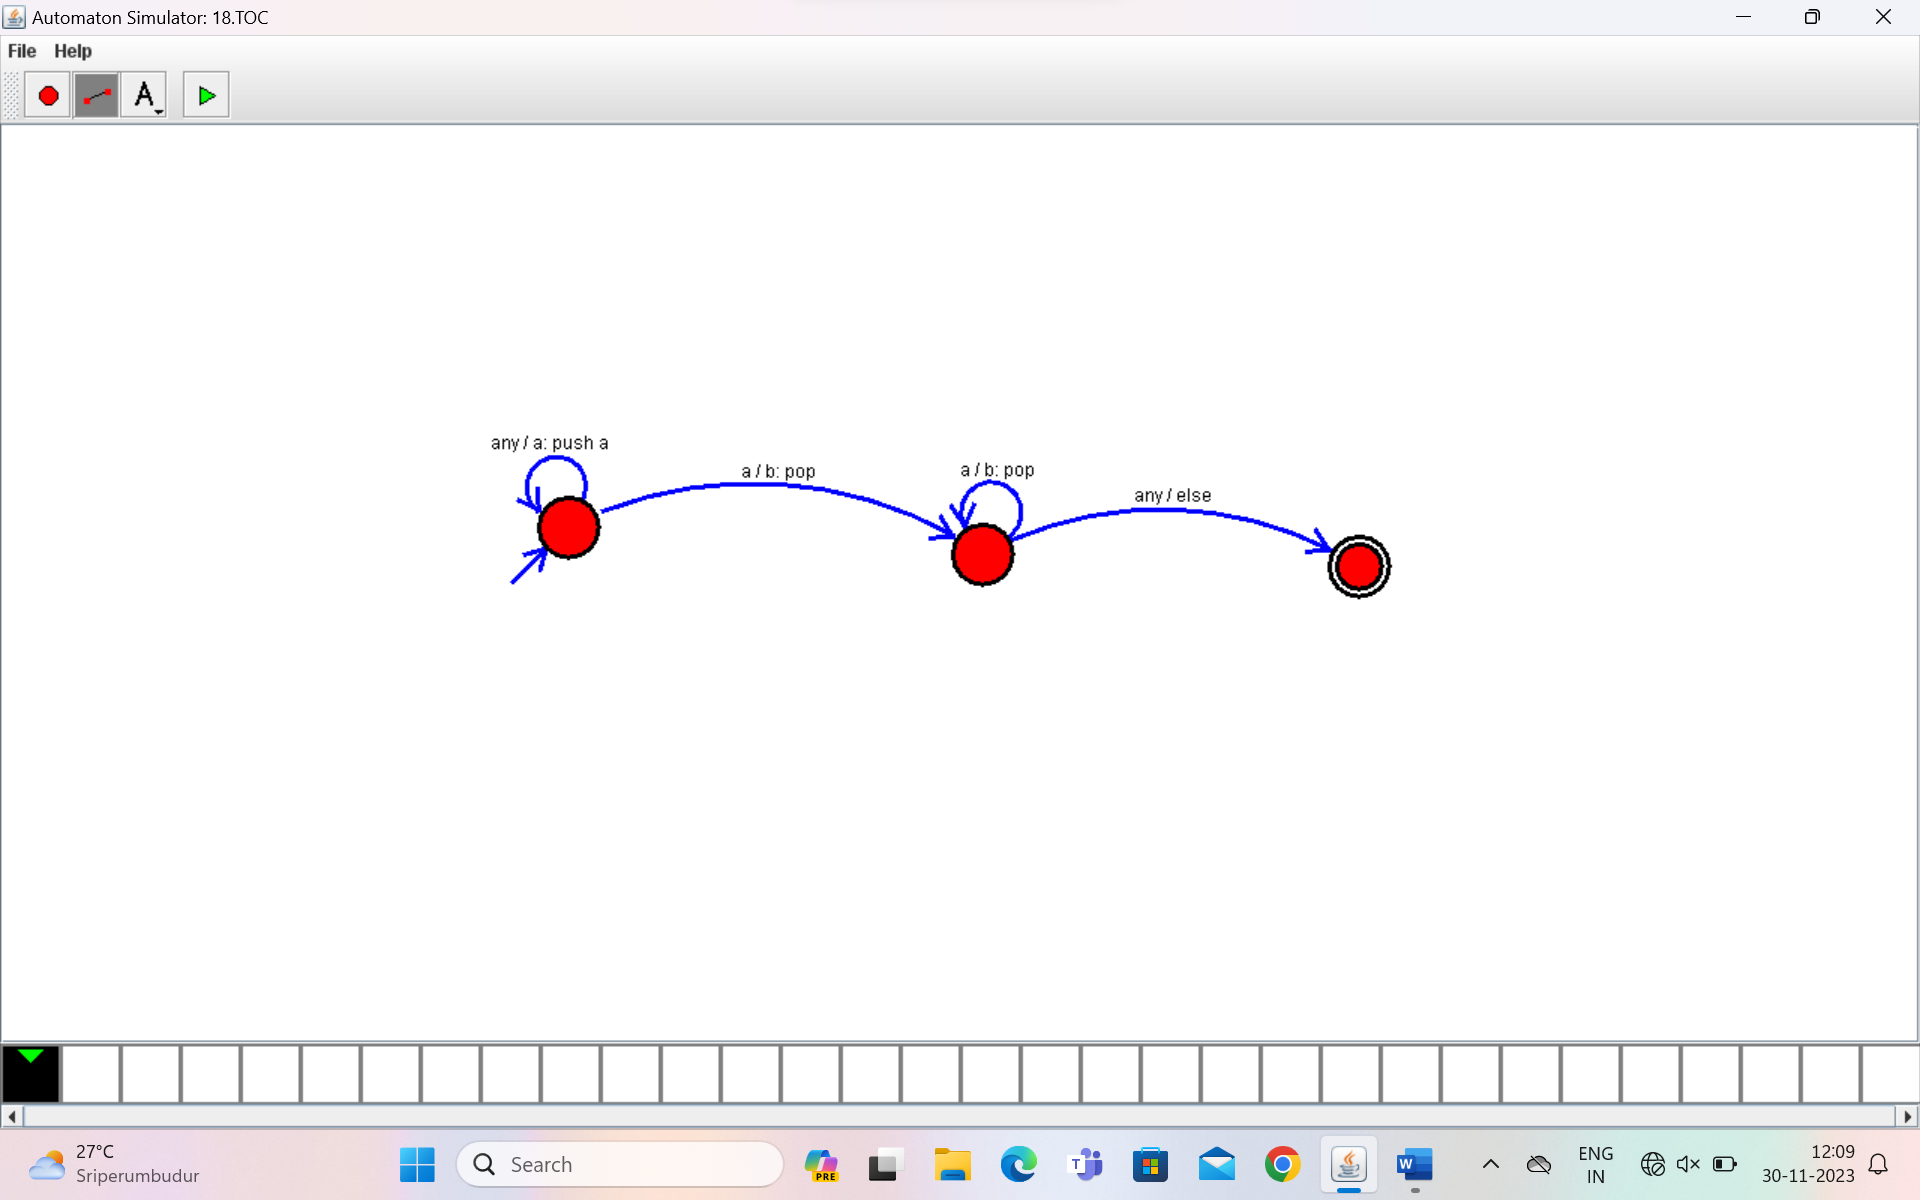 Automaton Simulator: 18.TOC
File Help
A
any / a: push a
a / b: pop
a / b: pop
any / else
27°C
Sriperumbudur
Search
PRE
T
W
ENG
IN
12:09
30-11-2023